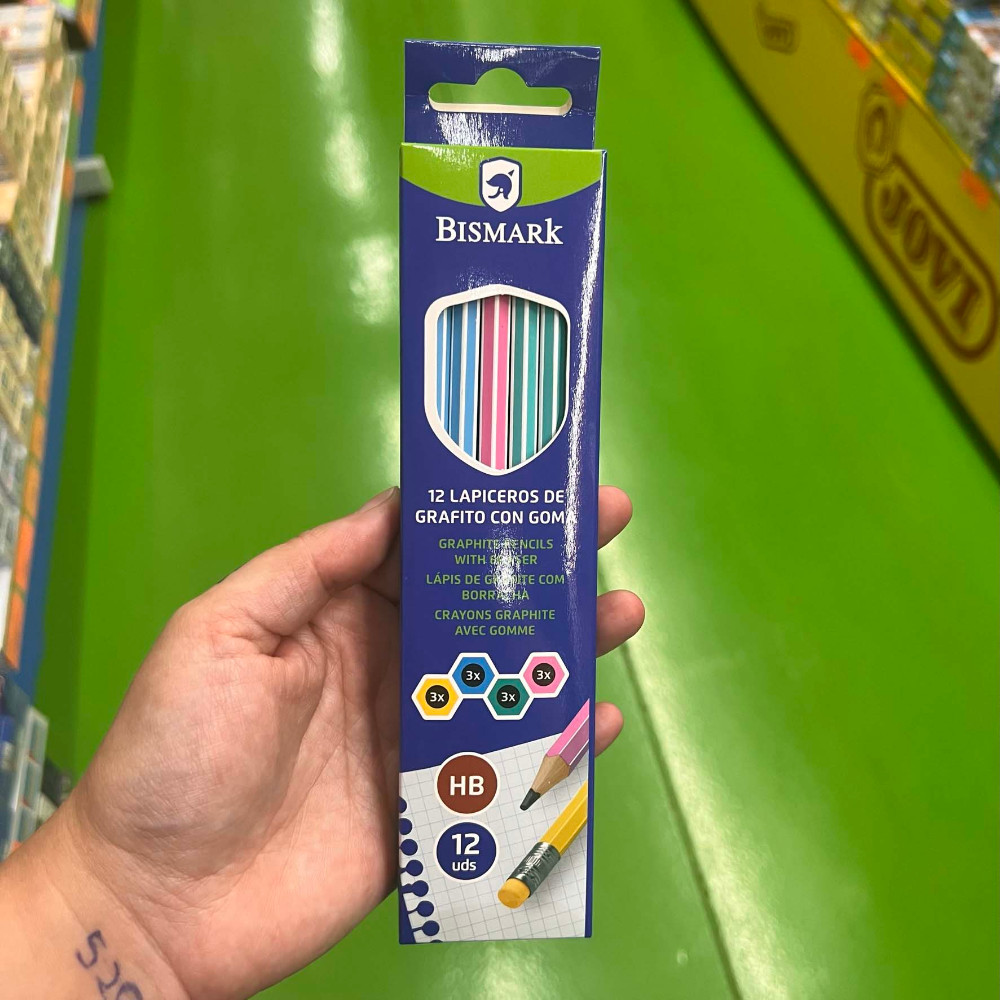 BISMARK
12 LAPICEROS DE
GRAFITO CON GOMA
GRAPHITE PENCILS
WITH ERASER
LÁPIS DE GRAFITE COM
BORRACHA
CRAYONS GRAPHITE
AVEC GOMME
3x
3x
3x
3x
HB
12
uds
JOVI